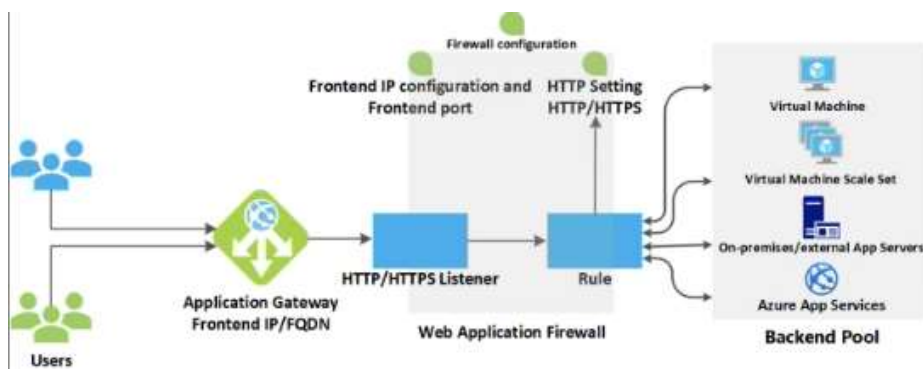 Firewall configuration
Frontend IP configuration and
Frontend port
HTTP Setting
HTTP/HTTPS
Virtual Machine
Virtual Machine Scale Set
On-premises/external App Servers
Azure App Services
Backend Pool
HTTP/HTTPS Listener
Rule
Application Gateway
Frontend IP/FQDN
Web Application Firewall
Users